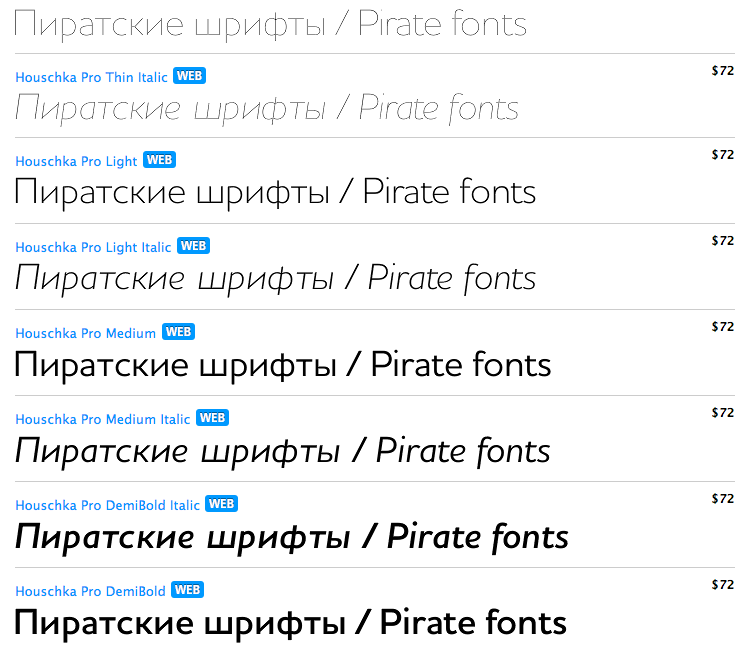 Пиратские шрифты / Pirate fonts
Houschka Pro Thin Italic WEB $72
Пиратские шрифты / Pirate fonts
Houschka Pro Light WEB $72
Пиратские шрифты / Pirate fonts
Houschka Pro Light Italic WEB $72
Пиратские шрифты / Pirate fonts
Houschka Pro Medium WEB $72
Пиратские шрифты / Pirate fonts
Houschka Pro Medium Italic WEB $72
Пиратские шрифты / Pirate fonts
Houschka Pro DemiBold Italic WEB $72
Пиратские шрифты / Pirate fonts
Houschka Pro DemiBold WEB $72
Пиратские шрифты / Pirate fonts